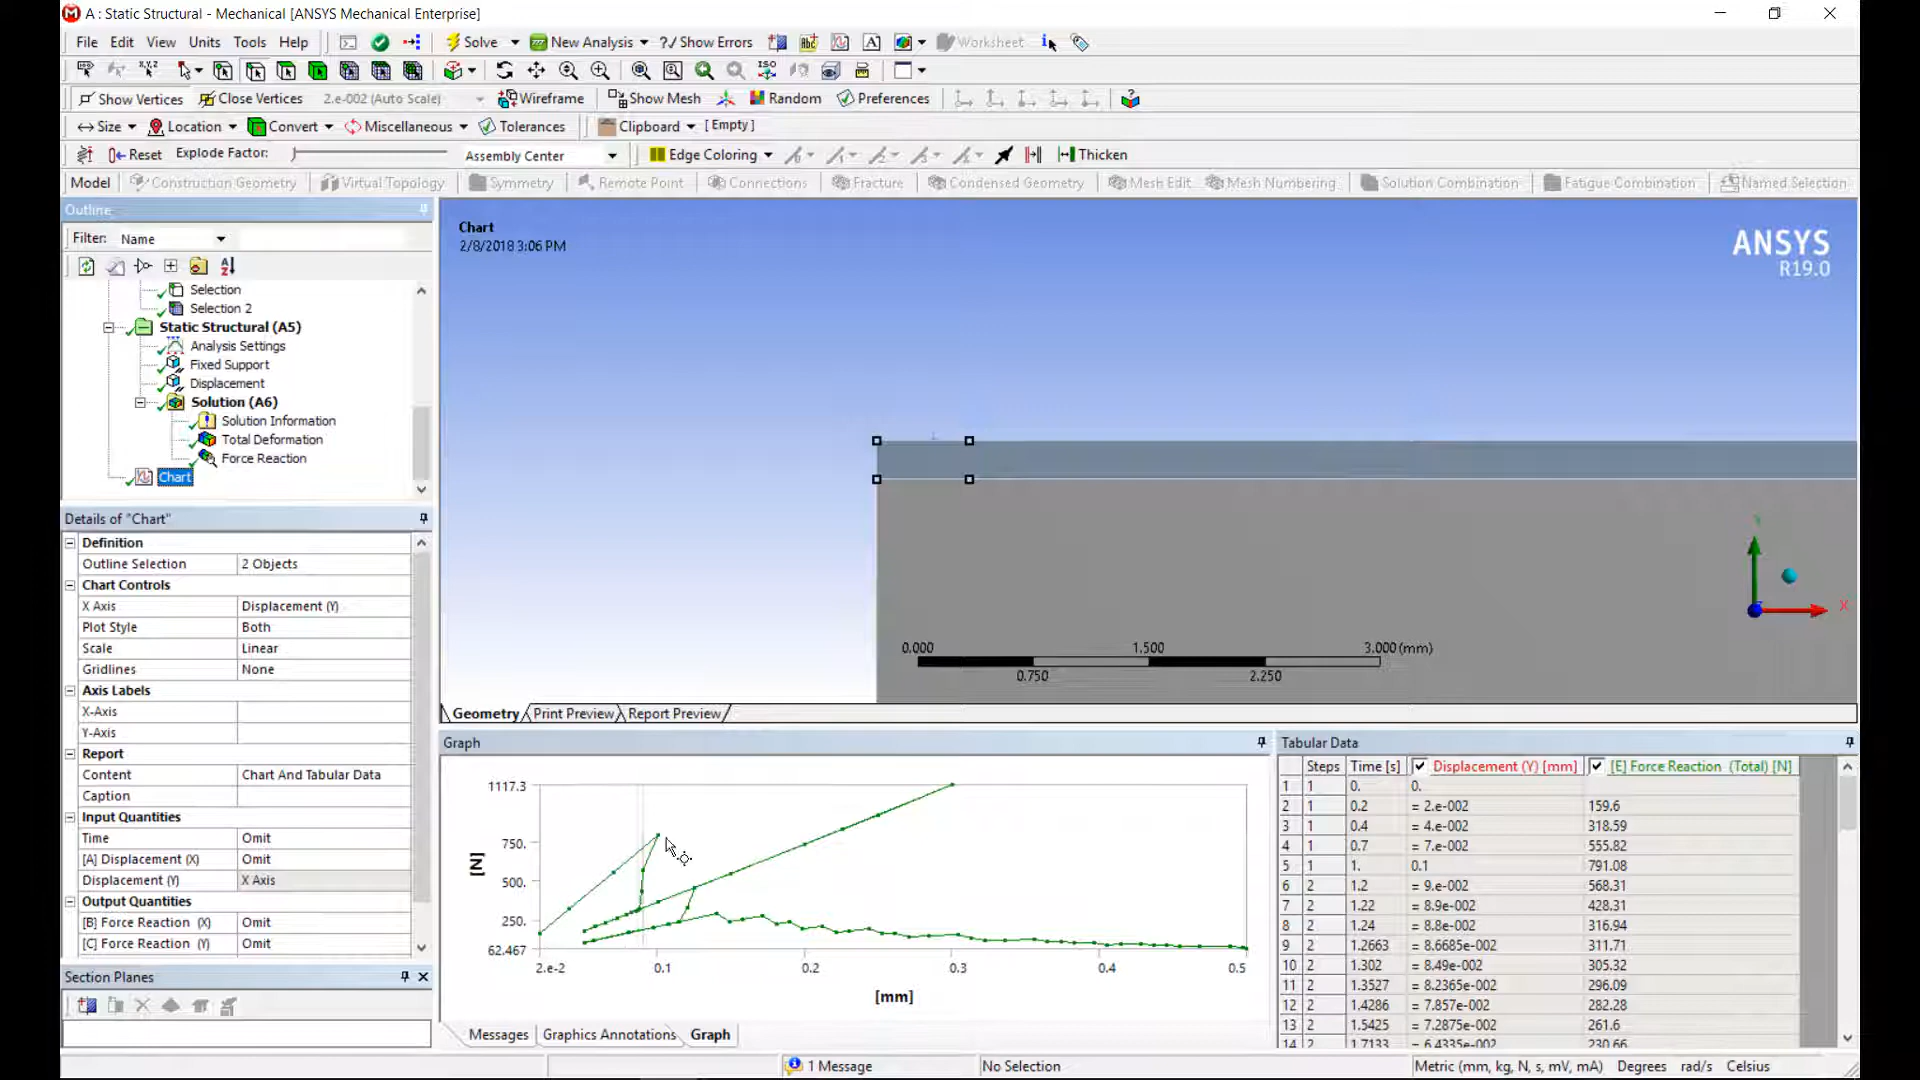 A : Static Structural - Mechanical [ANSYS Mechanical Enterprise]
File Edit View Units Tools Help Solve New Analysis ?/ Show Errors Worksheet
Show Vertices Close Vertices 2.e-002 (Auto Scale) Wireframe Show Mesh Random Preferences
Size Location Convert Miscellaneous Tolerances Clipboard [ Empty ]
Reset Explode Factor: Assembly Center Edge Coloring Thicken
Model Construction Geometry Virtual Topology Symmetry Remote Point Connections Fracture Condensed Geometry Mesh Edit Mesh Numbering Solution Combination Fatigue Combination Named Selection
Outline
Filter: Name
Selection
Selection 2
Static Structural (A5)
Analysis Settings
Fixed Support
Displacement
Solution (A6)
Solution Information
Total Deformation
Force Reaction
Chart
Details of "Chart"
Definition
Outline Selection 2 Objects
Chart Controls
X Axis Displacement (Y)
Plot Style Both
Scale Linear
Gridlines None
Axis Labels
X-Axis
Y-Axis
Report
Content Chart And Tabular Data
Caption
Input Quantities
Time Omit
[A] Displacement (X) Omit
Displacement (Y) X Axis
Output Quantities
[B] Force Reaction (X) Omit
[C] Force Reaction (Y) Omit
Section Planes
Chart
2/8/2018 3:06 PM
ANSYS
R19.0
X
0.000 1.500 3.000 (mm)
0.750 2.250
Geometry Print Preview Report Preview
Graph
1117.3
750.
500.
250.
62.467
[N]
2.e-2 0.1 0.2 0.3 0.4 0.5
[mm]
Messages Graphics Annotations Graph
Tabular Data
Steps Time [s] Displacement (Y) [mm] [E] Force Reaction (Total) [N]
1 1 0. 0.
2 1 0.2 = 2.e-002 159.6
3 1 0.4 = 4.e-002 318.59
4 1 0.7 = 7.e-002 555.82
5 1 1. 0.1 791.08
6 2 1.2 = 9.e-002 568.31
7 2 1.22 = 8.9e-002 428.31
8 2 1.24 = 8.8e-002 316.94
9 2 1.2663 = 8.6685e-002 311.71
10 2 1.302 = 8.49e-002 305.32
11 2 1.3527 = 8.2365e-002 296.09
12 2 1.4286 = 7.857e-002 282.28
13 2 1.5425 = 7.2875e-002 261.6
14 2 1.7133 = 6.4335e-002 230.66
1 Message No Selection Metric (mm, kg, N, s, mV, mA) Degrees rad/s Celsius